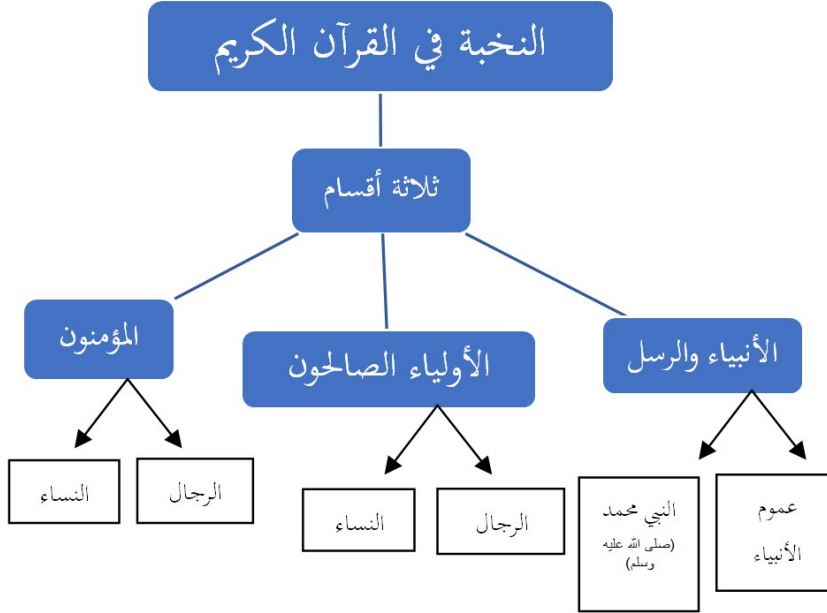 النخبة في القرآن الكريم
ثلاثة أقسام
الأنبياء والرسل
الأولياء الصالحون
المؤمنون
عموم
الأنبياء
النبي محمد
(صلى الله عليه
وسلم)
الرجال
النساء
الرجال
النساء